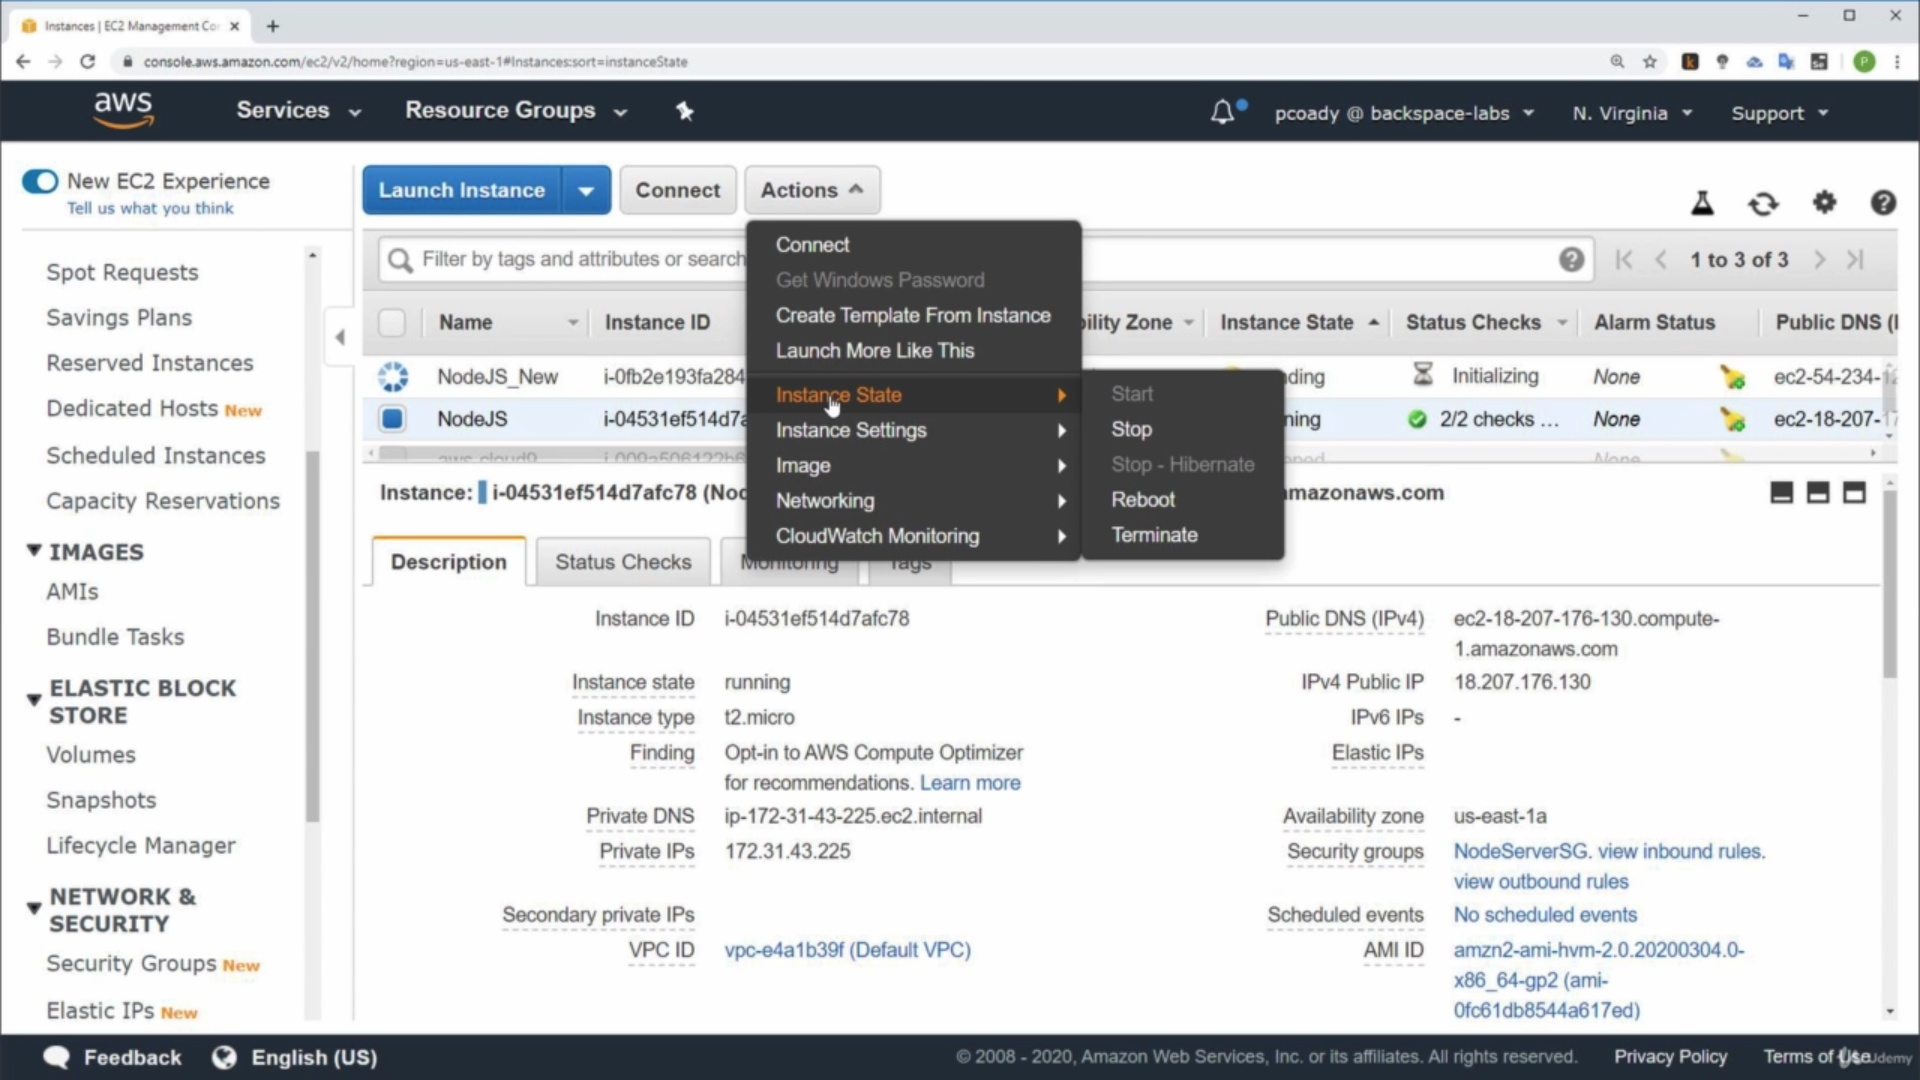 Instances | EC2 Management Co
console.aws.amazon.com/ec2/v2/home?region=us-east-1#Instances:sort=instanceState
aws Services Resource Groups pcoady @ backspace-labs N. Virginia Support
New EC2 Experience
Tell us what you think
Spot Requests
Savings Plans
Reserved Instances
Dedicated Hosts New
Scheduled Instances
Capacity Reservations
IMAGES
AMIs
Bundle Tasks
ELASTIC BLOCK
STORE
Volumes
Snapshots
Lifecycle Manager
NETWORK &
SECURITY
Security Groups New
Elastic IPs New
Launch Instance Connect Actions
Filter by tags and attributes or search 1 to 3 of 3
Name Instance ID ility Zone Instance State Status Checks Alarm Status Public DNS (I
NodeJS_New i-0fb2e193fa284 ding Initializing None ec2-54-234-
NodeJS i-04531ef514d7a ning 2/2 checks ... None ec2-18-207-
aws-cloud9 i-009a506122b6 pped None
Connect
Get Windows Password
Create Template From Instance
Launch More Like This
Instance State
Instance Settings
Image
Networking
CloudWatch Monitoring
Start
Stop
Stop - Hibernate
Reboot
Terminate
Instance: i-04531ef514d7afc78 (Nod mazonaws.com
Description Status Checks Monitoring Tags
Instance ID i-04531ef514d7afc78
Instance state running
Instance type t2.micro
Finding Opt-in to AWS Compute Optimizer
for recommendations. Learn more
Private DNS ip-172-31-43-225.ec2.internal
Private IPs 172.31.43.225
Secondary private IPs
VPC ID vpc-e4a1b39f (Default VPC)
Public DNS (IPv4) ec2-18-207-176-130.compute-
1.amazonaws.com
IPv4 Public IP 18.207.176.130
IPv6 IPs -
Elastic IPs
Availability zone us-east-1a
Security groups NodeServerSG. view inbound rules.
view outbound rules
Scheduled events No scheduled events
AMI ID amzn2-ami-hvm-2.0.20200304.0-
x86_64-gp2 (ami-
0fc61db8544a617ed)
Feedback English (US) © 2008 - 2020, Amazon Web Services, Inc. or its affiliates. All rights reserved. Privacy Policy Terms of Use
Udemy